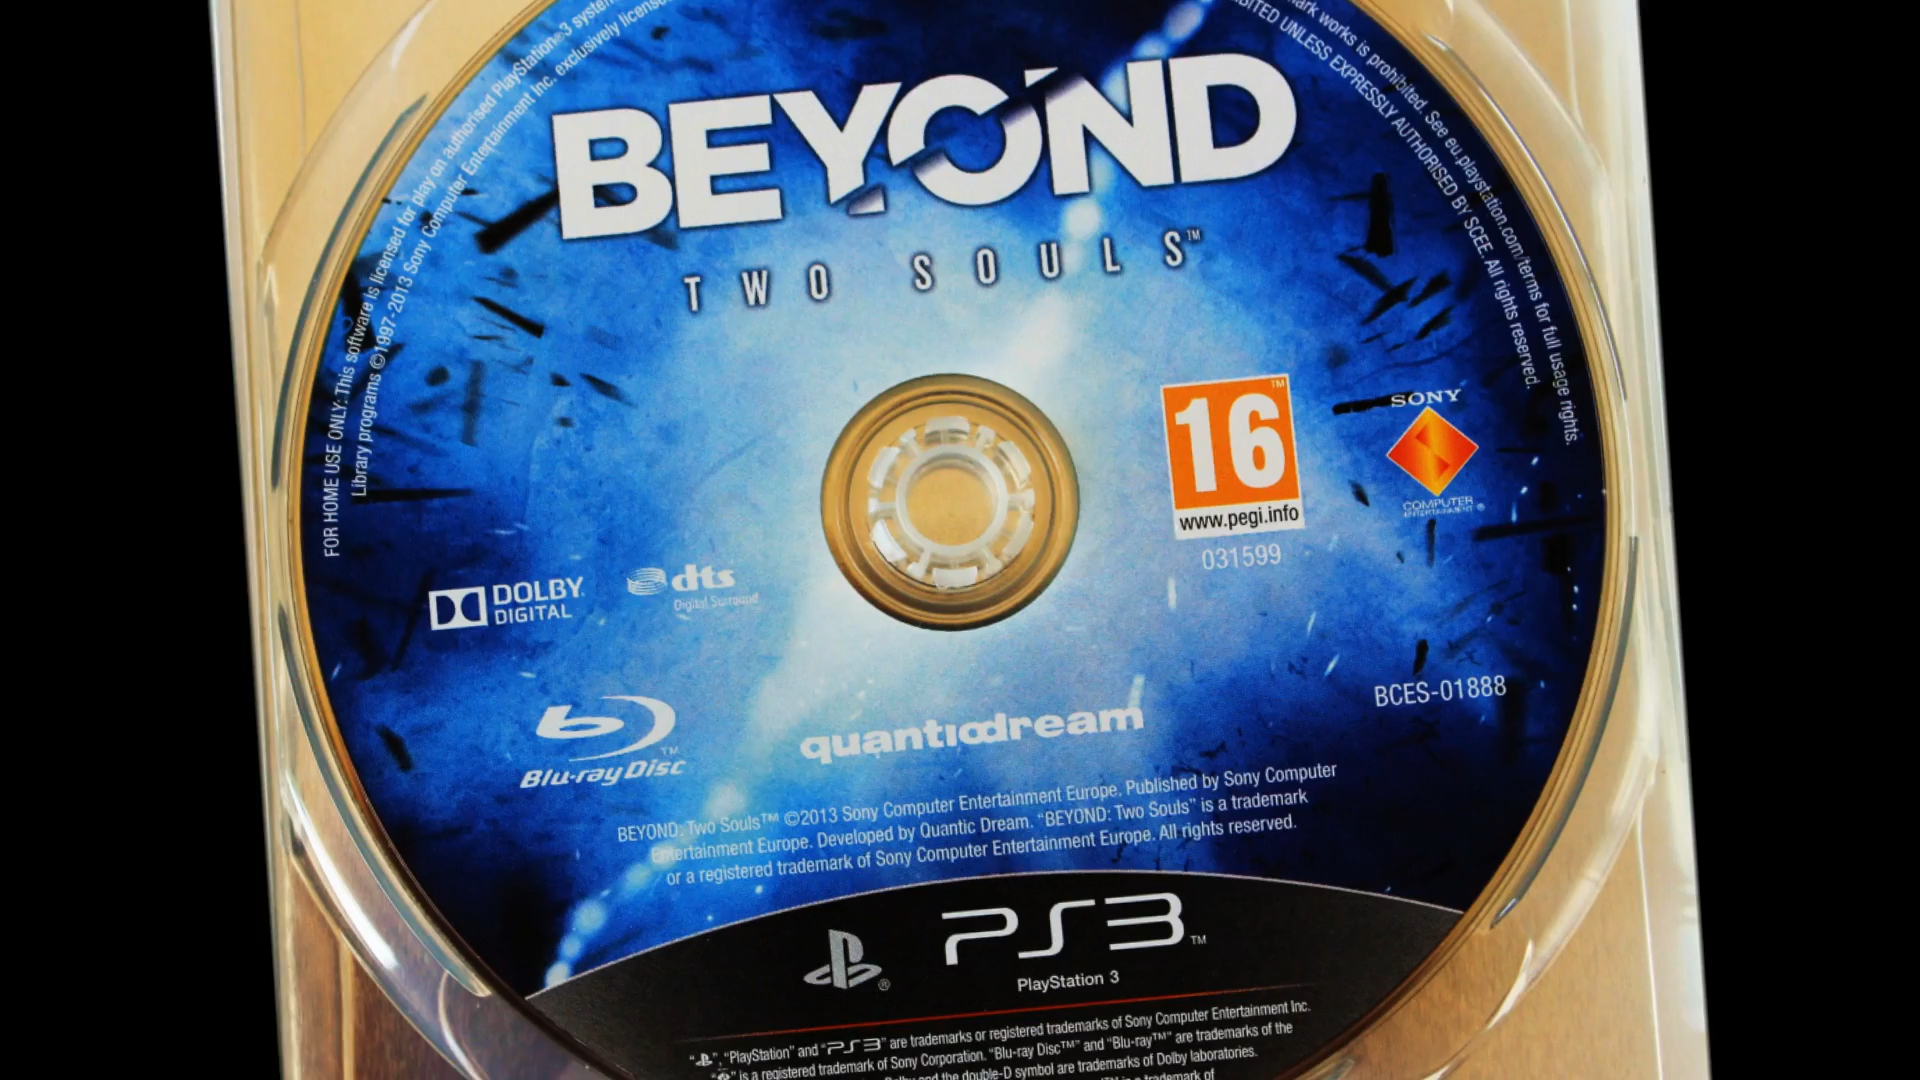 FOR HOME USE ONLY: This software is licensed for play on authorised PlayStation®3
Library programs ©1997-2013 Sony Computer Entertainment Inc. exclusively
works is prohibited. See eu.playstation.com/terms for full usage rights.
UNLESS EXPRESSLY AUTHORISED BY SCEE. All rights reserved.
BEYOND
TWO SOULS™
16
www.pegi.info
031599
SONY
COMPUTER
ENTERTAINMENT®
DOLBY
DIGITAL
dts
Digital Surround
BCES-01888
Blu-ray Disc™
quanticdream
BEYOND: Two Souls™ ©2013 Sony Computer Entertainment Europe. Published by Sony Computer
Entertainment Europe. Developed by Quantic Dream. “BEYOND: Two Souls” is a trademark
or a registered trademark of Sony Computer Entertainment Europe. All rights reserved.
PS3™
PlayStation 3
“PlayStation” and “PS3” are trademarks or registered trademarks of Sony Computer Entertainment Inc.
is a registered trademark of Sony Corporation. “Blu-ray Disc™” and “Blu-ray™” are trademarks of the
and the double-D symbol are trademarks of Dolby laboratories.
trademark of